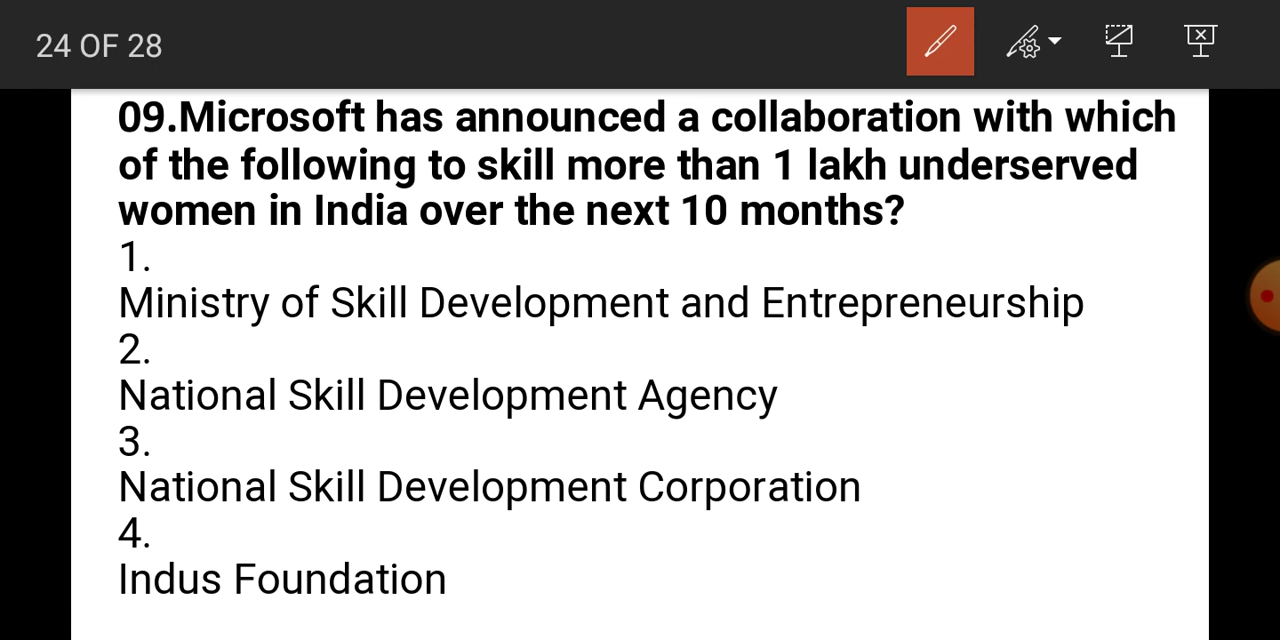 24 OF 28
09.Microsoft has announced a collaboration with which
of the following to skill more than 1 lakh underserved
women in India over the next 10 months?
1.
Ministry of Skill Development and Entrepreneurship
2.
National Skill Development Agency
3.
National Skill Development Corporation
4.
Indus Foundation